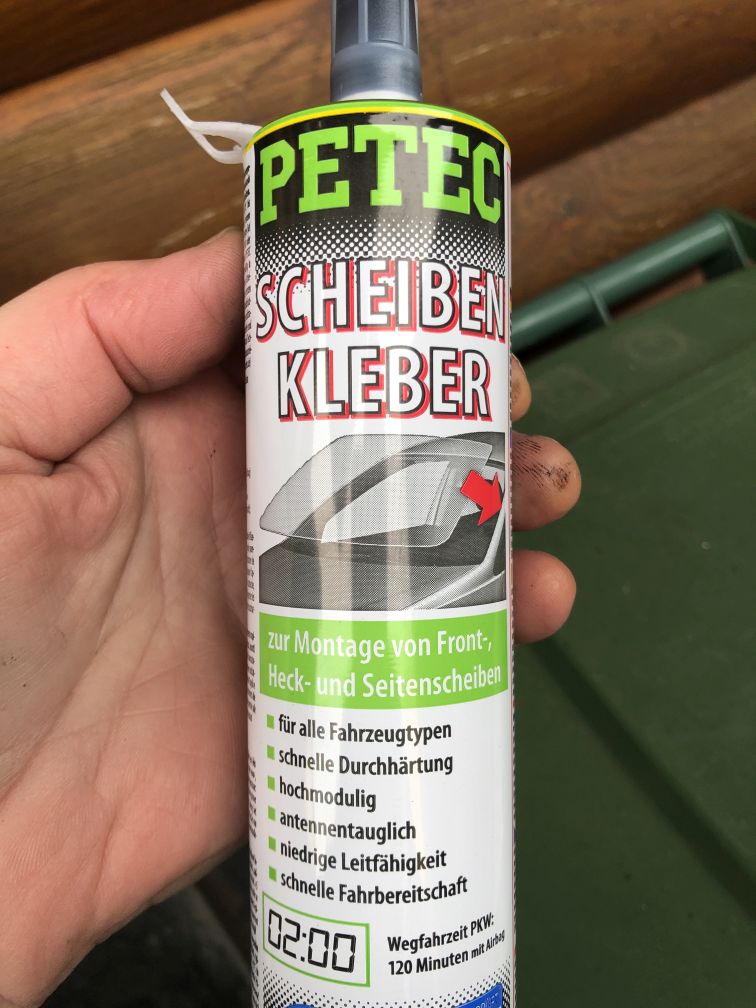 PETEC
SCHEIBEN
KLEBER
zur Montage von Front-,
Heck- und Seitenscheiben
für alle Fahrzeugtypen
schnelle Durchhärtung
hochmodulig
antennentauglich
niedrige Leitfähigkeit
schnelle Fahrbereitschaft
02:00
Wegfahrzeit PKW:
120 Minuten mit Airbag